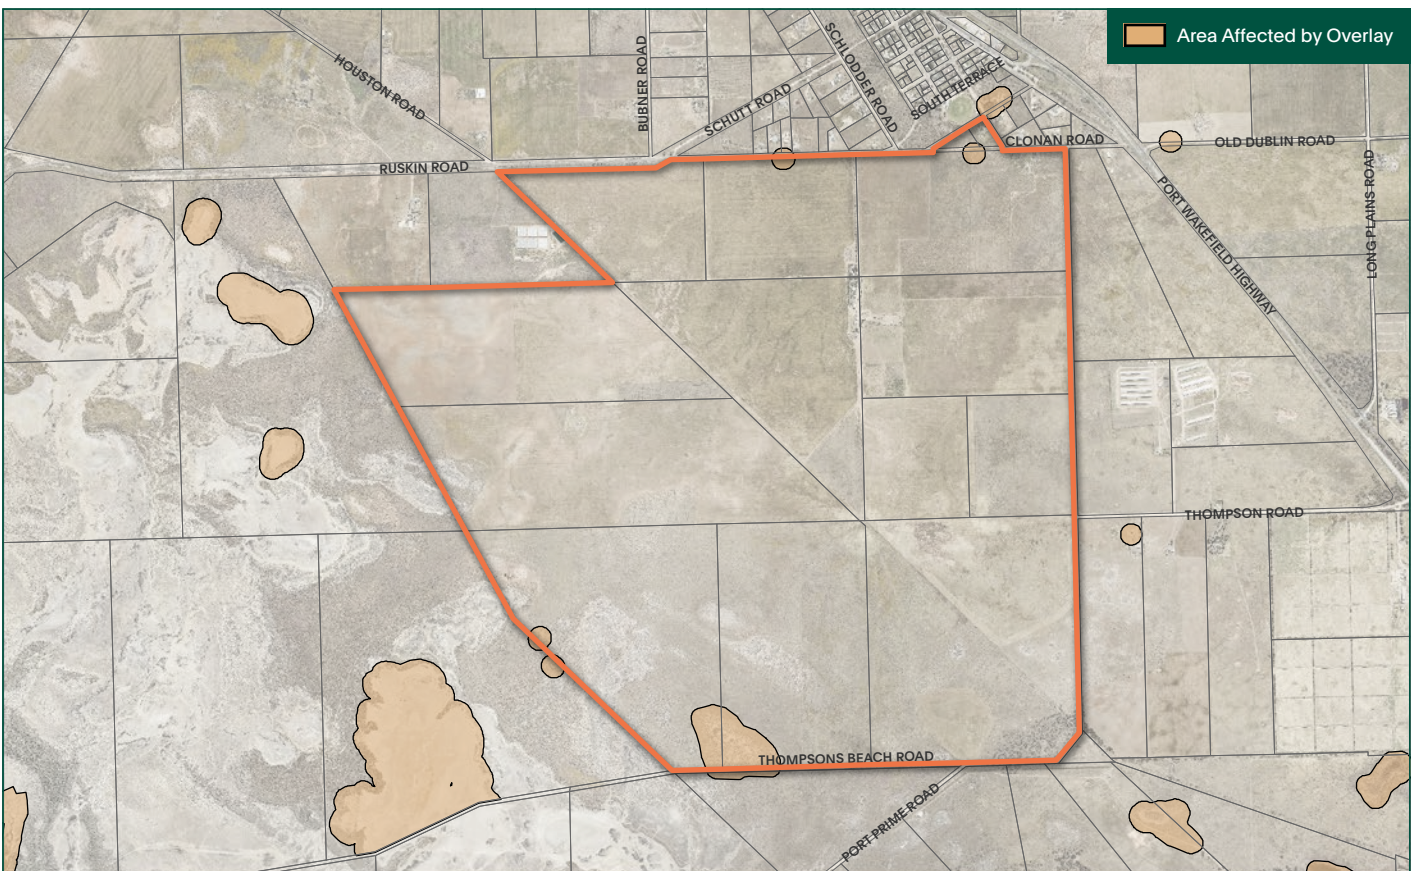 Area Affected by Overlay
HOUSTON ROAD
BUBNER ROAD
SCHUTT ROAD
SCHLODDER ROAD
SOUTH TERRACE
CLONAN ROAD
OLD DUBLIN ROAD
RUSKIN ROAD
LONG PLAINS ROAD
PORT WAKEFIELD HIGHWAY
THOMPSON ROAD
THOMPSONS BEACH ROAD
PORT PRIME ROAD